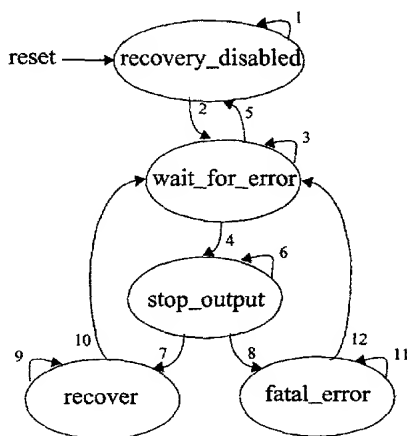 1
reset
recovery_disabled
2
5
3
wait_for_error
4
6
stop_output
10
7
8
12
9
11
recover
fatal_error